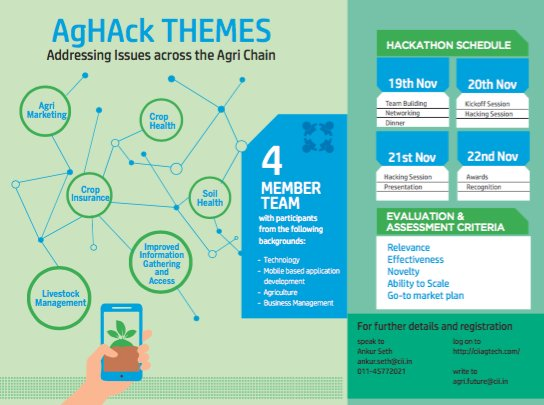 AgHAck THEMES
Addressing Issues across the Agri Chain
Agri
Marketing
Crop
Health
Crop
Insurance
Soil
Health
Improved
Information
Gathering
and
Access
Livestock
Management
4
MEMBER
TEAM
with participants
from the following
backgrounds:
- Technology
- Mobile based application
development
- Agriculture
- Business Management
HACKATHON SCHEDULE
19th Nov
Team Building
Networking
Dinner
20th Nov
Kickoff Session
Hacking Session
21st Nov
Hacking Session
Presentation
22nd Nov
Awards
Recognition
EVALUATION &
ASSESSMENT CRITERIA
Relevance
Effectiveness
Novelty
Ability to Scale
Go-to market plan
For further details and registration
speak to
Ankur Seth
ankur.seth@cii.in
011-45772021
log on to
http://ciiagtech.com/
write to
agri.future@cii.in